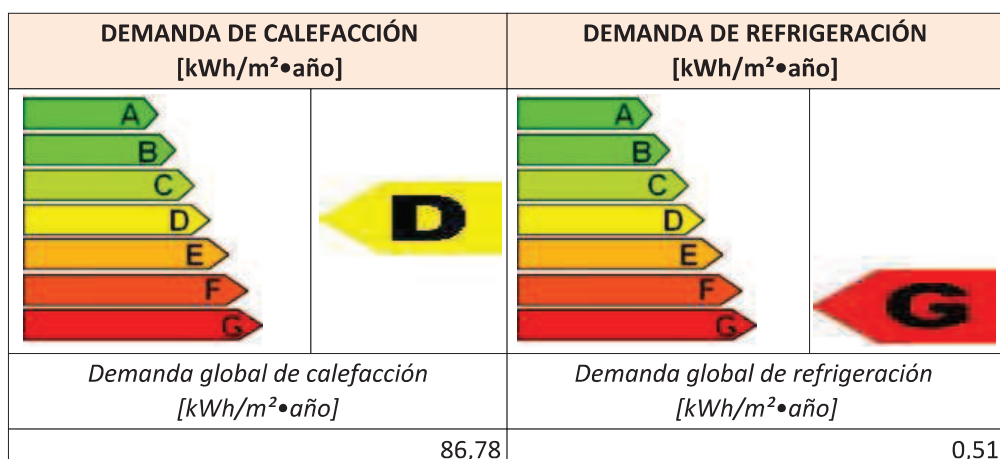 DEMANDA DE CALEFACCIÓN
[kWh/m²•año]
DEMANDA DE REFRIGERACIÓN
[kWh/m²•año]
A
B
C
D
E
F
G
D
A
B
C
D
E
F
G
G
Demanda global de calefacción
[kWh/m²•año]
Demanda global de refrigeración
[kWh/m²•año]
86,78
0,51